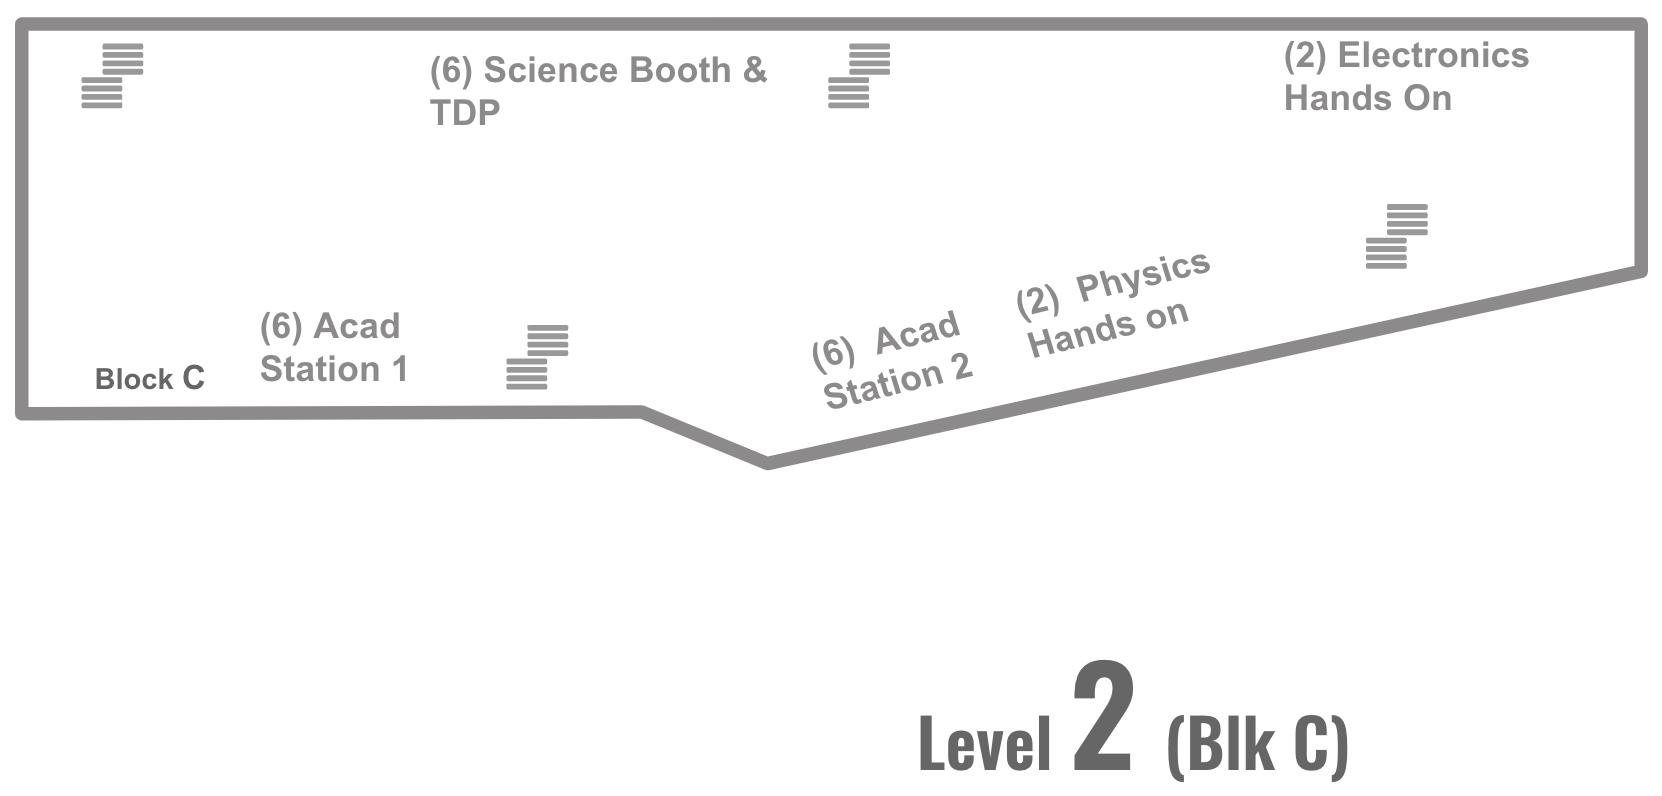 (6) Science Booth &
TDP
(2) Electronics
Hands On
(6) Acad
Station 1
Block C
(6) Acad
Station 2
(2) Physics
Hands on
Level 2 (Blk C)